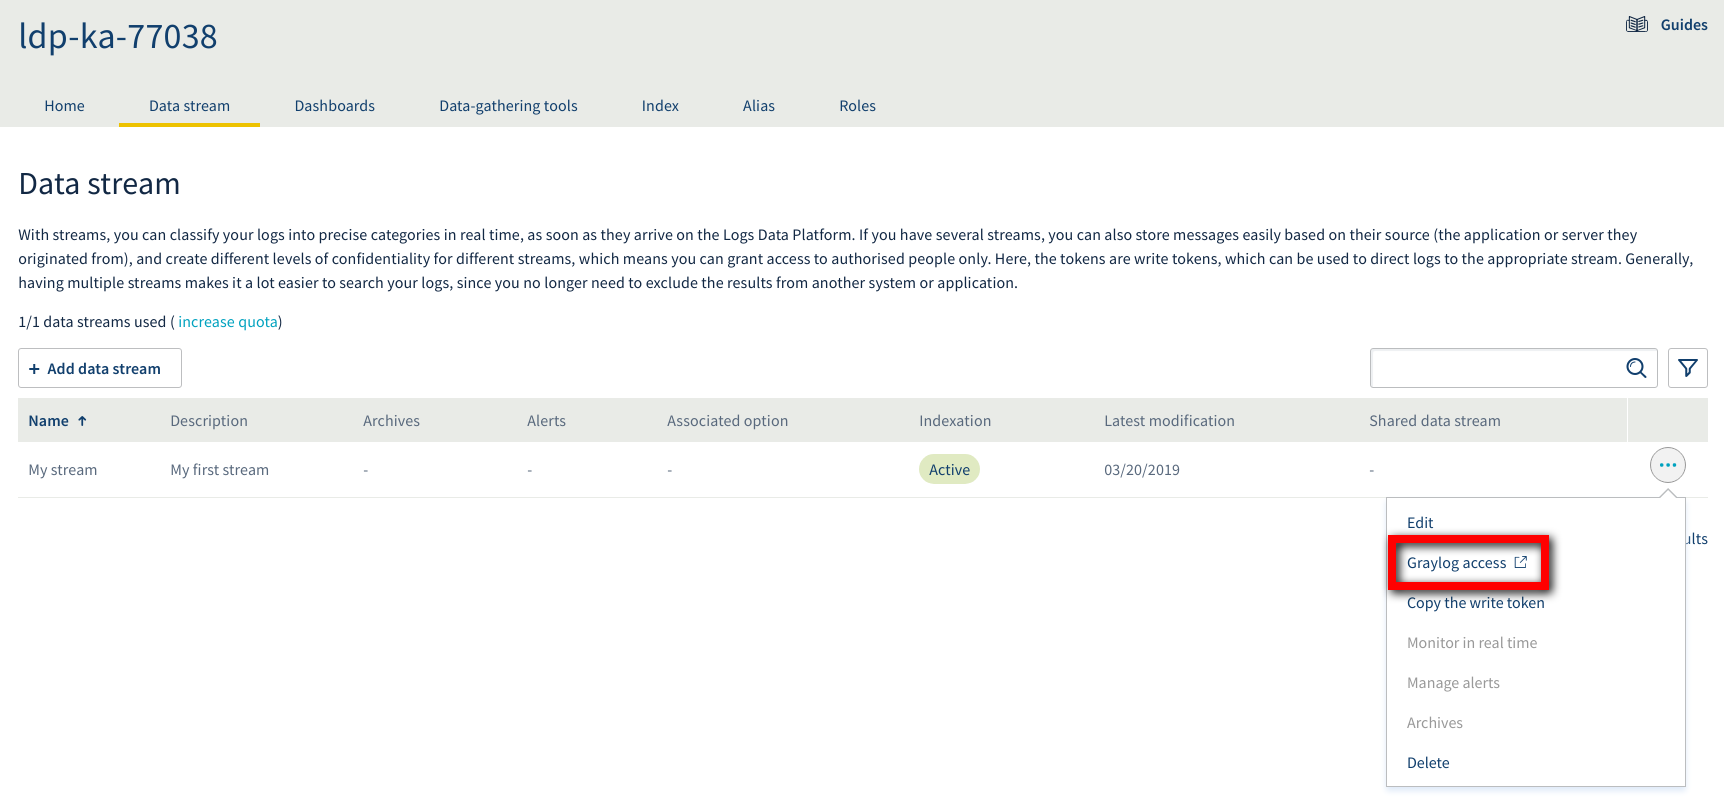 ldp-ka-77038
Guides
Home Data stream Dashboards Data-gathering tools Index Alias Roles
Data stream
With streams, you can classify your logs into precise categories in real time, as soon as they arrive on the Logs Data Platform. If you have several streams, you can also store messages easily based on their source (the application or server they
originated from), and create different levels of confidentiality for different streams, which means you can grant access to authorised people only. Here, the tokens are write tokens, which can be used to direct logs to the appropriate stream. Generally,
having multiple streams makes it a lot easier to search your logs, since you no longer need to exclude the results from another system or application.
1/1 data streams used ( increase quota)
+ Add data stream
Name ↑ Description Archives Alerts Associated option Indexation Latest modification Shared data stream
My stream My first stream - - - Active 03/20/2019 -
Edit
Graylog access
Copy the write token
Monitor in real time
Manage alerts
Archives
Delete